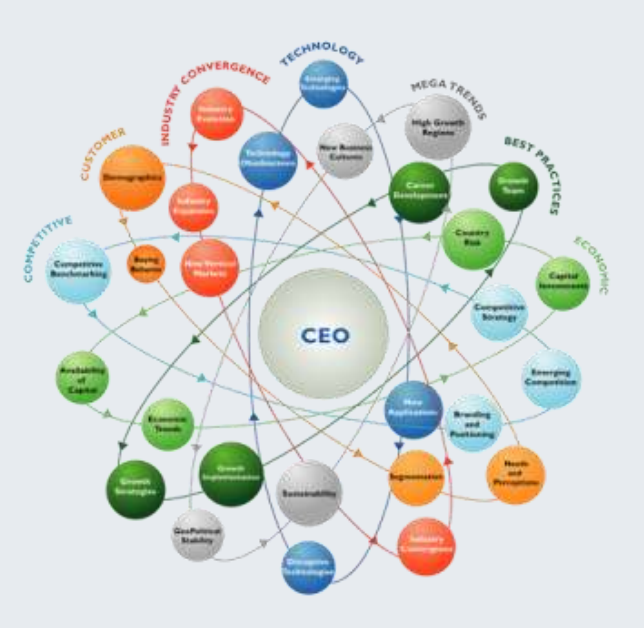 TECHNOLOGY
INDUSTRY CONVERGENCE
MEGA TRENDS
CUSTOMER
BEST PRACTICES
COMPETITIVE
ECONOMIC
Emerging
Technologies
Industry
Evolution
High Growth
Regions
New Business
Cultures
Technology
Demographics
Career
Development
Growth
Team
Industry
Expansion
Country
Risk
Competitive
Benchmarking
Buying
Behavior
New Vertical
Markets
Capital
Investments
Competitive
Strategy
CEO
Availability
of
Capital
Emerging
Competition
New
Applications
Economic
Trends
Branding
and
Positioning
Growth
Strategies
Growth
Implementation
Sustainability
Segmentation
Needs
and
Perceptions
GeoPolitical
Stability
Industry
Convergence
Disruptive
Technologies